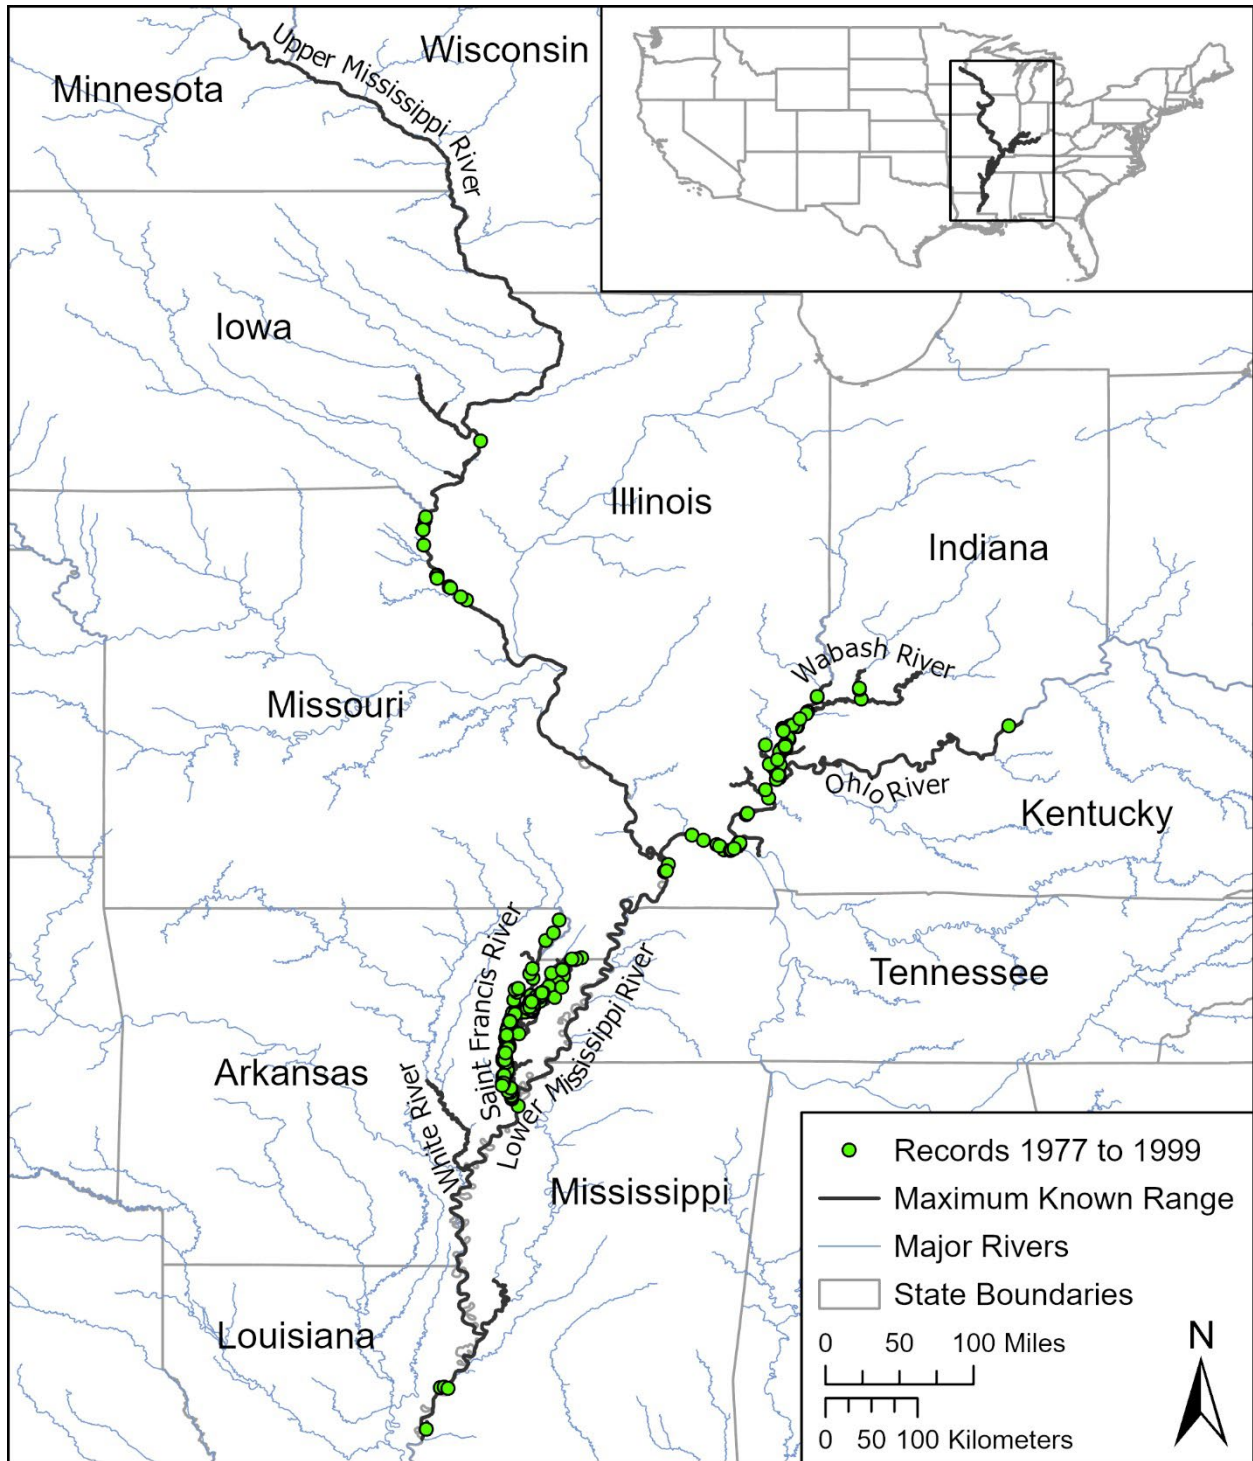 Upper Mississippi River
Wisconsin
Minnesota
Iowa
Illinois
Indiana
Wabash River
Missouri
Ohio River
Kentucky
Saint Francis River
Lower Mississippi River
Tennessee
Arkansas
White River
Mississippi
Louisiana
Records 1977 to 1999
Maximum Known Range
Major Rivers
State Boundaries
0 50 100 Miles
0 50 100 Kilometers
N